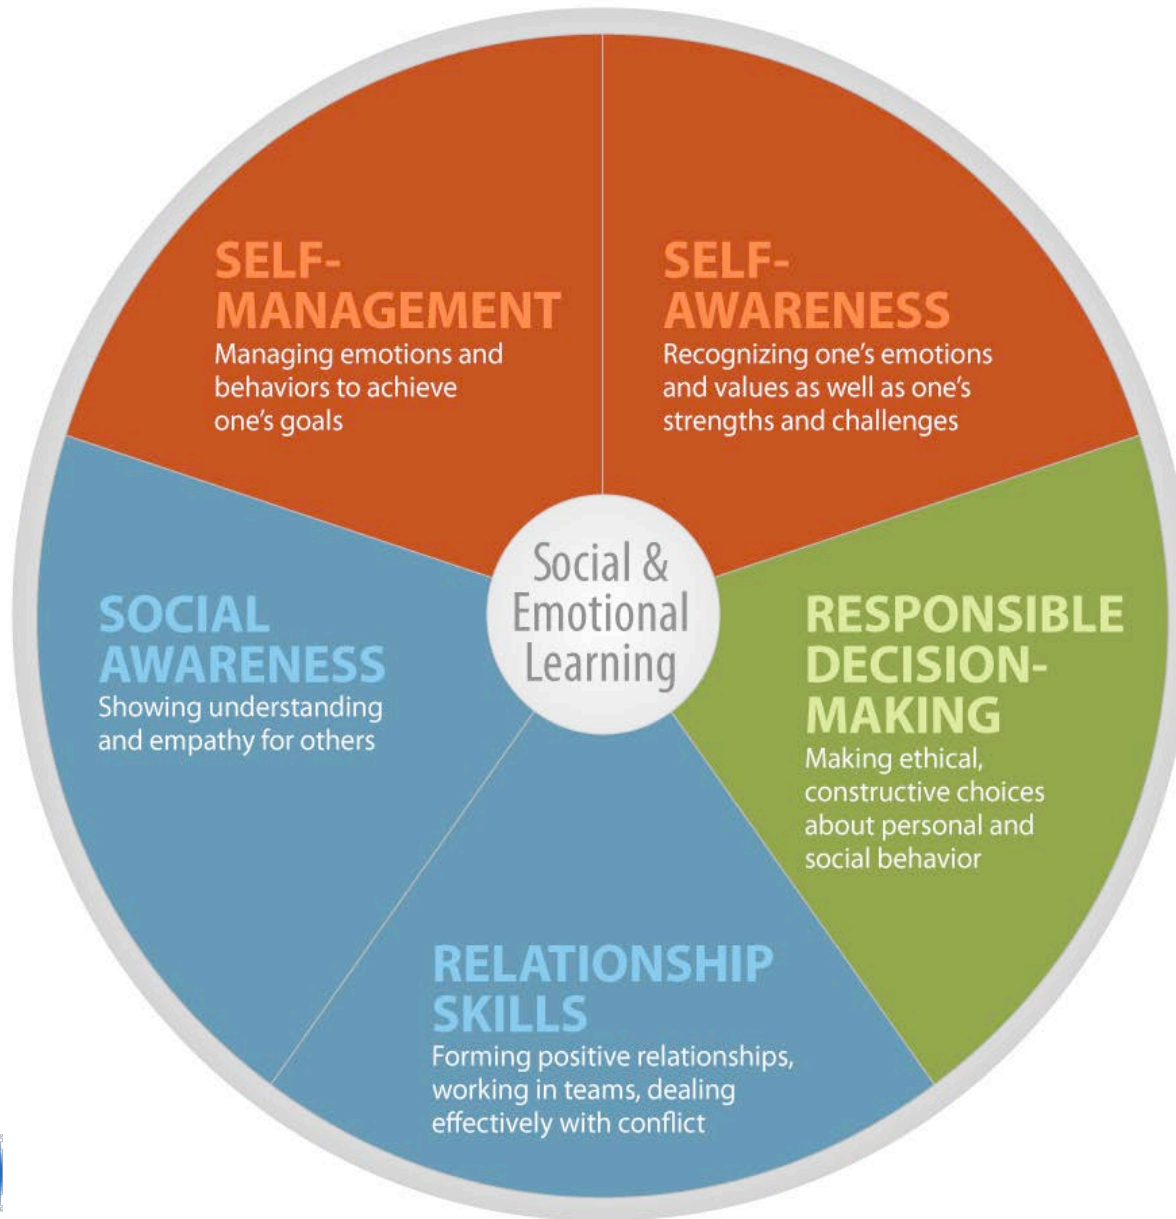 SELF-
MANAGEMENT
Managing emotions and
behaviors to achieve
one's goals
SELF-
AWARENESS
Recognizing one's emotions
and values as well as one's
strengths and challenges
Social &
Emotional
Learning
SOCIAL
AWARENESS
Showing understanding
and empathy for others
RESPONSIBLE
DECISION-
MAKING
Making ethical,
constructive choices
about personal and
social behavior
RELATIONSHIP
SKILLS
Forming positive relationships,
working in teams, dealing
effectively with conflict